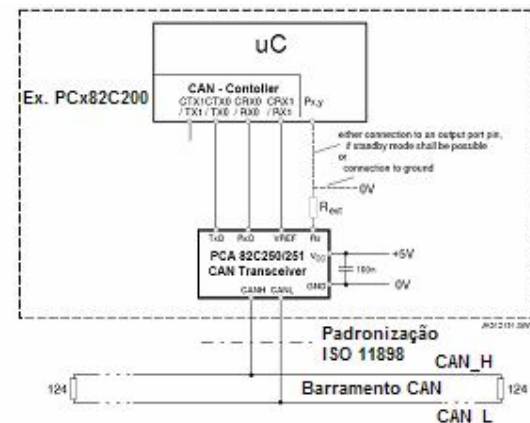 uC
Ex. PCx82C200
CAN - Contoller
CTX1 CTX0 CRX0 CRX1 Px,y
/ TX1 / TX0 / RX0 / RX1
either connection to an output port pin,
if standby mode shall be possible
or
connection to ground
0V
Rext
TxD RxD VREF Rs
PCA 82C250/251
CAN Transceiver
VCC
+5V
100n
GND
0V
CANH CANL
Padronização
ISO 11898
CAN_H
124
Barramento CAN
124
CAN_L